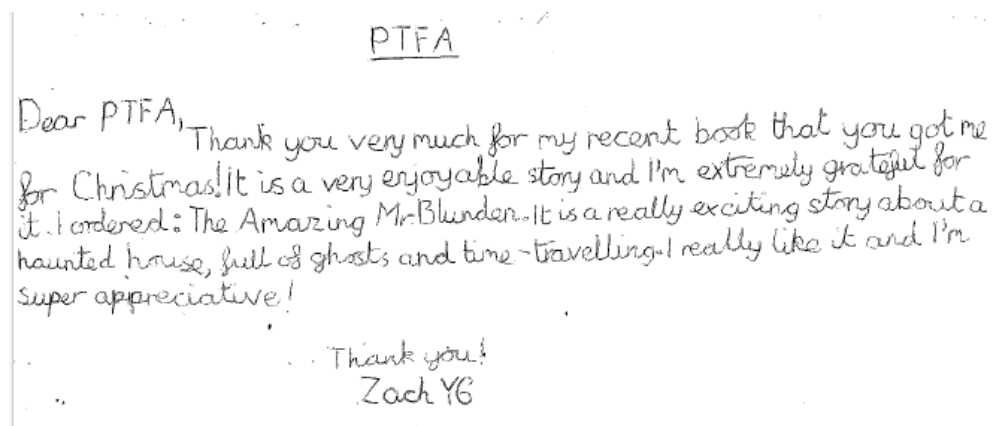 PTFA
Dear PTFA,
Thank you very much for my recent book that you got me
for Christmas! It is a very enjoyable story and I'm extremely grateful for
it. I ordered: The Amazing Mr. Blunden. It is a really exciting story about a
haunted house, full of ghosts and time-travelling. I really like it and I'm
super appreciative!
Thank you!
Zach Y6